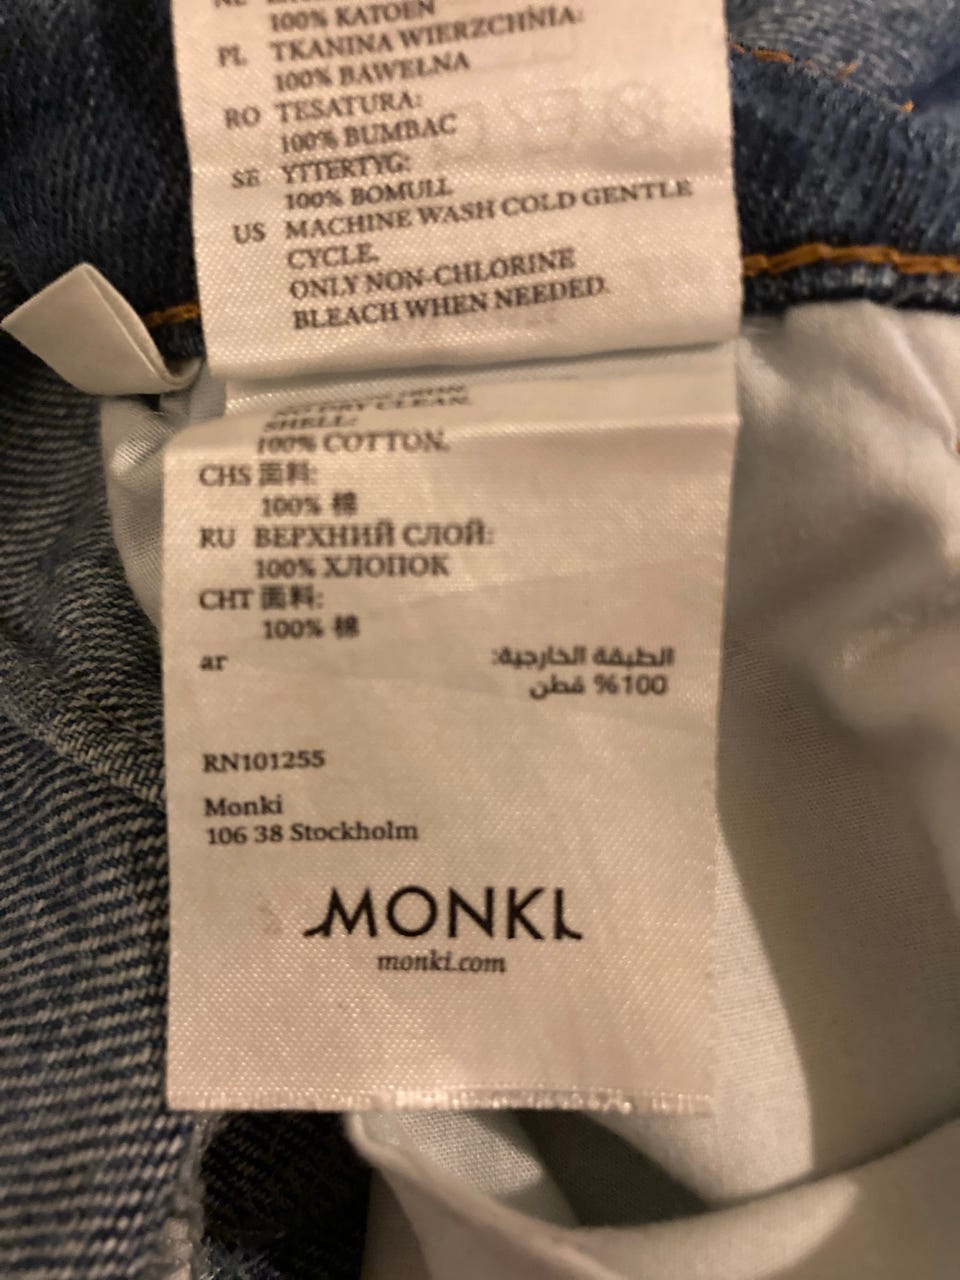 100% KATOEN
PL TKANINA WIERZCHNIA:
100% BAWEŁNA
RO TESATURA:
100% BUMBAC
SE YTTERTYG:
100% BOMULL
US MACHINE WASH COLD GENTLE
CYCLE.
ONLY NON-CHLORINE
BLEACH WHEN NEEDED.
NO DRY CLEAN.
SHELL:
100% COTTON.
CHS 面料:
100% 棉
RU ВЕРХНИЙ СЛОЙ:
100% ХЛОПОК
CHT 面料:
100% 棉
ar الطبقة الخارجية:
100% قطن
RN101255
Monki
106 38 Stockholm
MONKI
monki.com